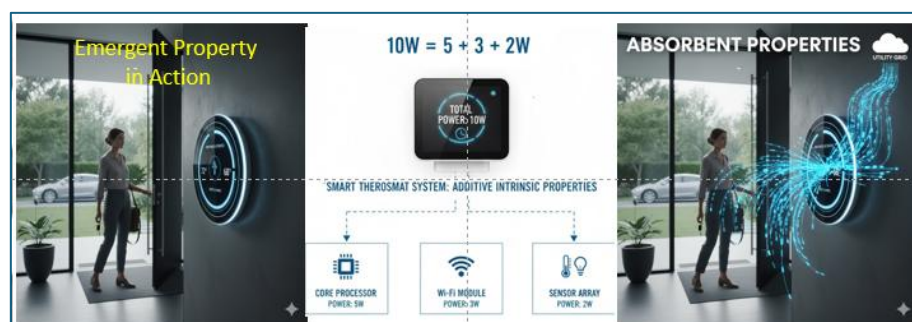 Emergent Property
in Action
10W = 5 + 3 + 2W
TOTAL
POWER: 10W
SMART THEROSMAT SYSTEM: ADDITIVE INTRINSIC PROPERTIES
CORE PROCESSOR
POWER: 5W
Wi-Fi MODULE
POWER: 3W
SENSOR ARRAY
POWER: 2W
ABSORBENT PROPERTIES
UTILITY GRID